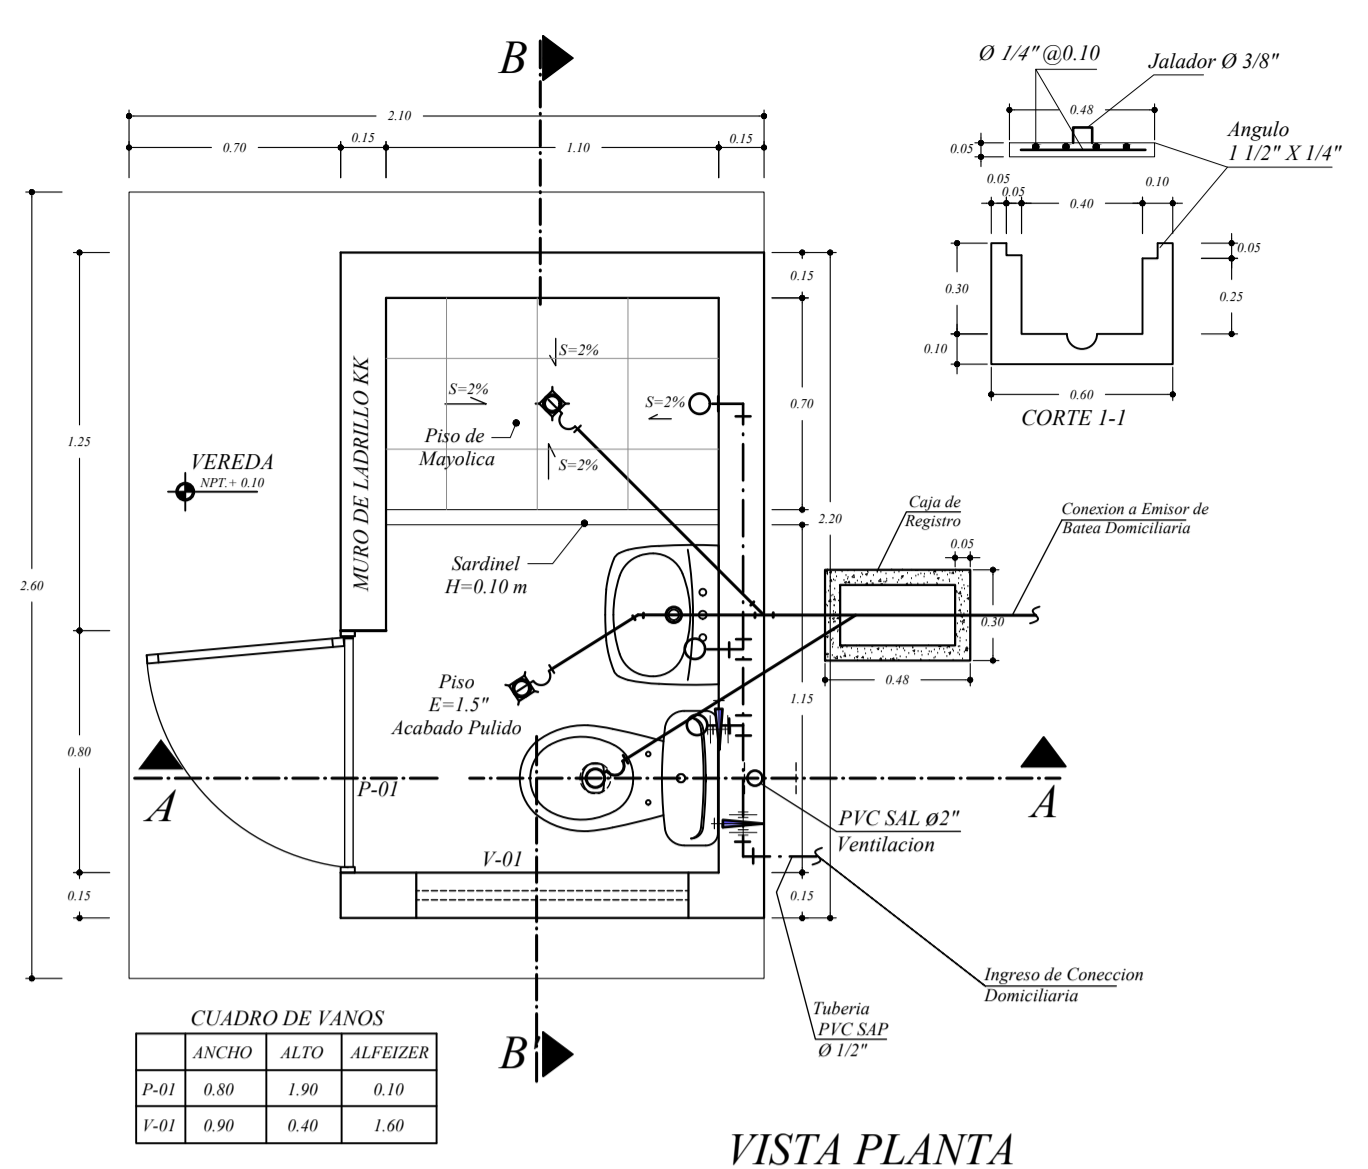 B
2.10
0.70
0.15
1.10
0.15
Ø 1/4" @0.10
Jalador Ø 3/8"
0.48
0.05
Angulo
1 1/2" X 1/4"
0.05
0.05
0.40
0.10
0.05
0.30
0.25
0.10
0.60
CORTE 1-1
0.15
0.70
2.20
1.15
0.15
2.60
1.25
0.80
0.15
MURO DE LADRILLO KK
S=2%
S=2%
S=2%
S=2%
Piso de
Mayolica
VEREDA
NPT.+ 0.10
Sardinel
H=0.10 m
Caja de
Registro
0.05
0.30
0.48
Conexion a Emisor de
Batea Domiciliaria
Piso
E=1.5"
Acabado Pulido
A
P-01
A
V-01
PVC SAL ø2"
Ventilacion
Ingreso de Coneccion
Domiciliaria
Tuberia
PVC SAP
Ø 1/2"
B'
CUADRO DE VANOS
ANCHO ALTO ALFEIZER
P-01 0.80 1.90 0.10
V-01 0.90 0.40 1.60
VISTA PLANTA